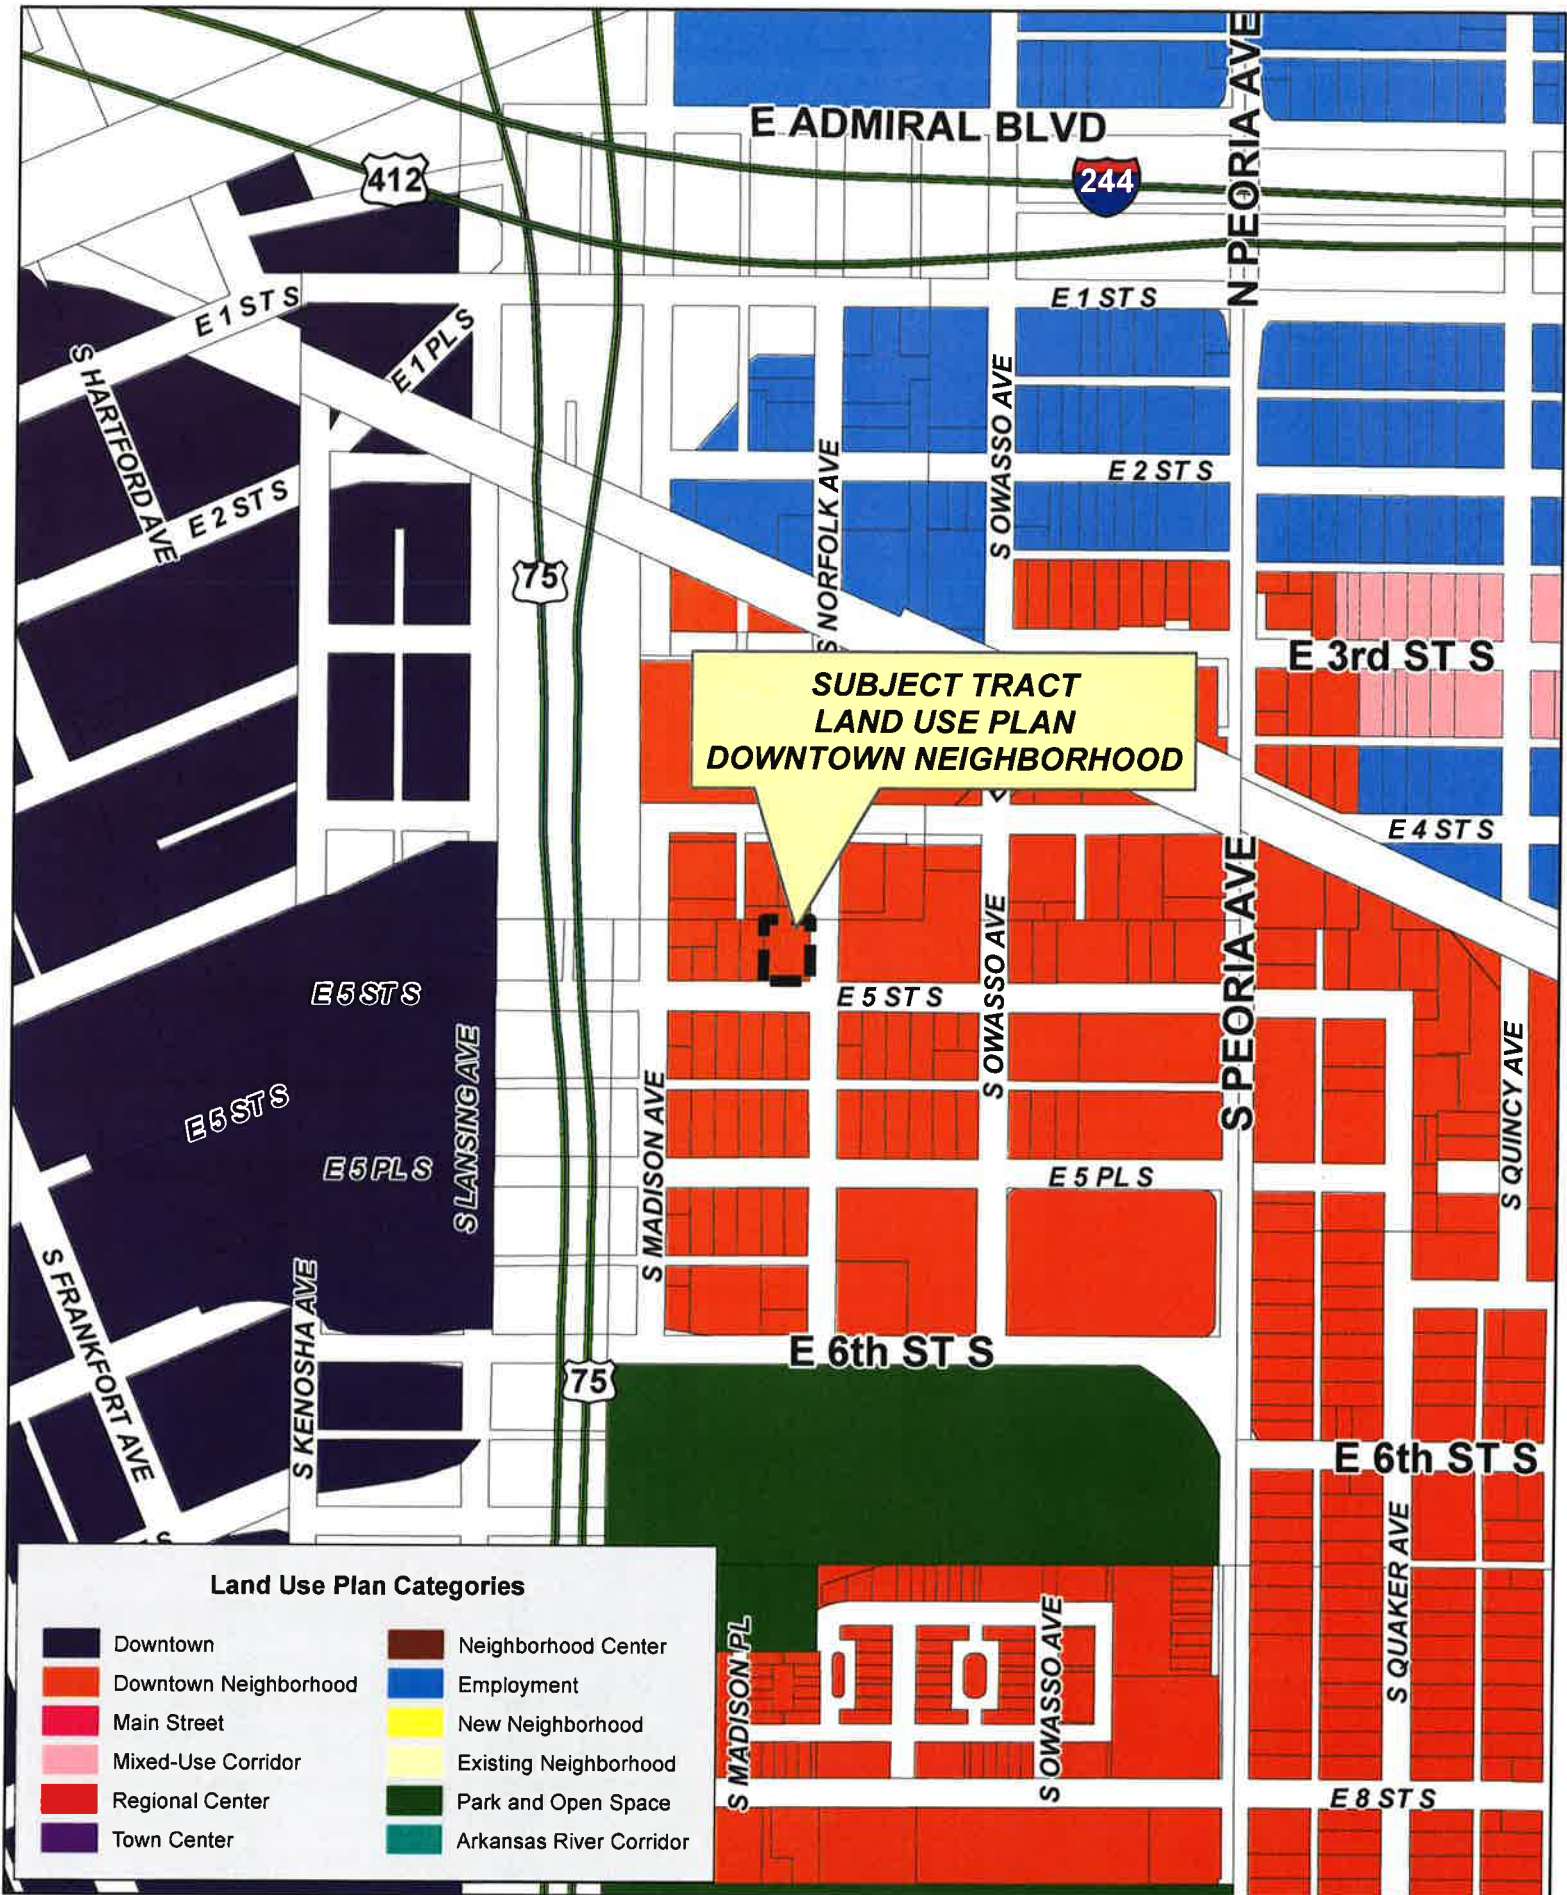 E ADMIRAL BLVD
N PEORIA AVE
412
244
E 1 ST S
E 1 ST S
E 1 PL S
S HARTFORD AVE
S OWASSO AVE
E 2 ST S
E 2 ST S
S NORFOLK AVE
75
E 3rd ST S
SUBJECT TRACT
LAND USE PLAN
DOWNTOWN NEIGHBORHOOD
E 4 ST S
S PEORIA AVE
S OWASSO AVE
E 5 ST S
E 5 ST S
S LANSING AVE
S MADISON AVE
S QUINCY AVE
E 5 ST S
E 5 PL S
E 5 PL S
S FRANKFORT AVE
S KENOSHA AVE
E 6th ST S
75
E 6th ST S
S QUAKER AVE
S MADISON PL
S OWASSO AVE
E 8 ST S
Land Use Plan Categories
Downtown
Downtown Neighborhood
Main Street
Mixed-Use Corridor
Regional Center
Town Center
Neighborhood Center
Employment
New Neighborhood
Existing Neighborhood
Park and Open Space
Arkansas River Corridor